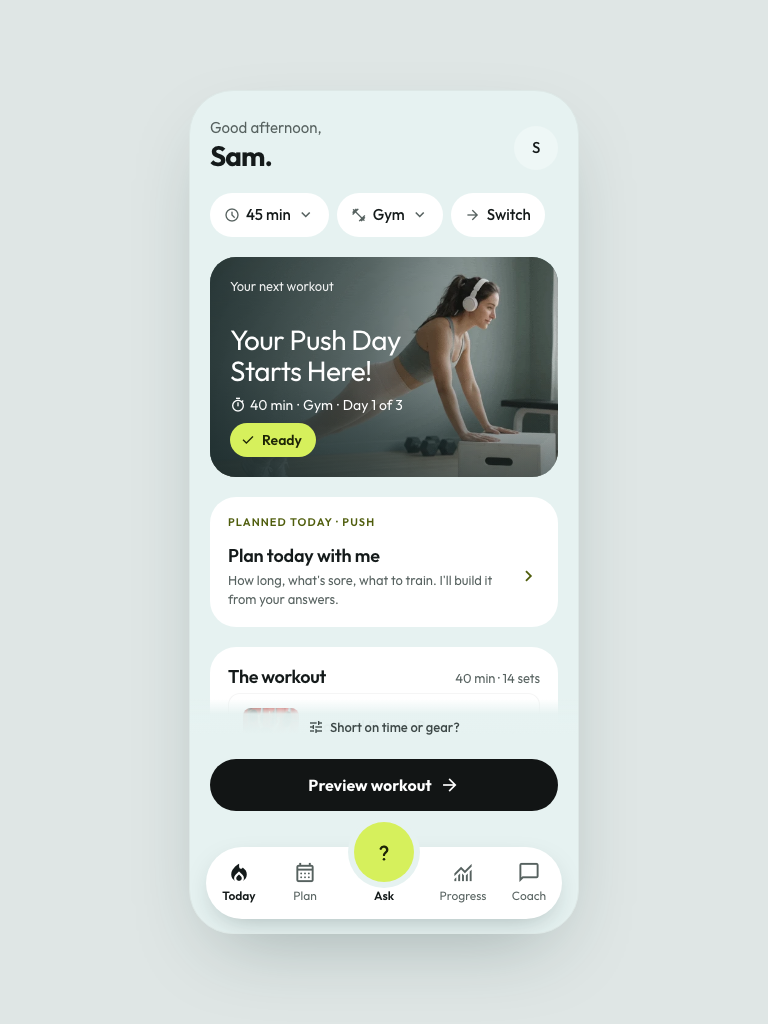 Good afternoon,
Sam.
S
45 min
Gym
Switch
Your next workout
Your Push Day
Starts Here!
40 min · Gym · Day 1 of 3
Ready
PLANNED TODAY · PUSH
Plan today with me
How long, what's sore, what to train. I'll build it
from your answers.
The workout
40 min · 14 sets
Short on time or gear?
Preview workout
?
Today
Plan
Ask
Progress
Coach